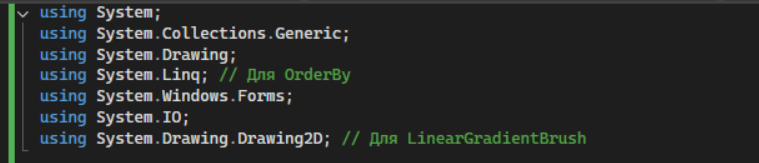 using System;
using System.Collections.Generic;
using System.Drawing;
using System.Linq; // Для OrderBy
using System.Windows.Forms;
using System.IO;
using System.Drawing.Drawing2D; // Для LinearGradientBrush